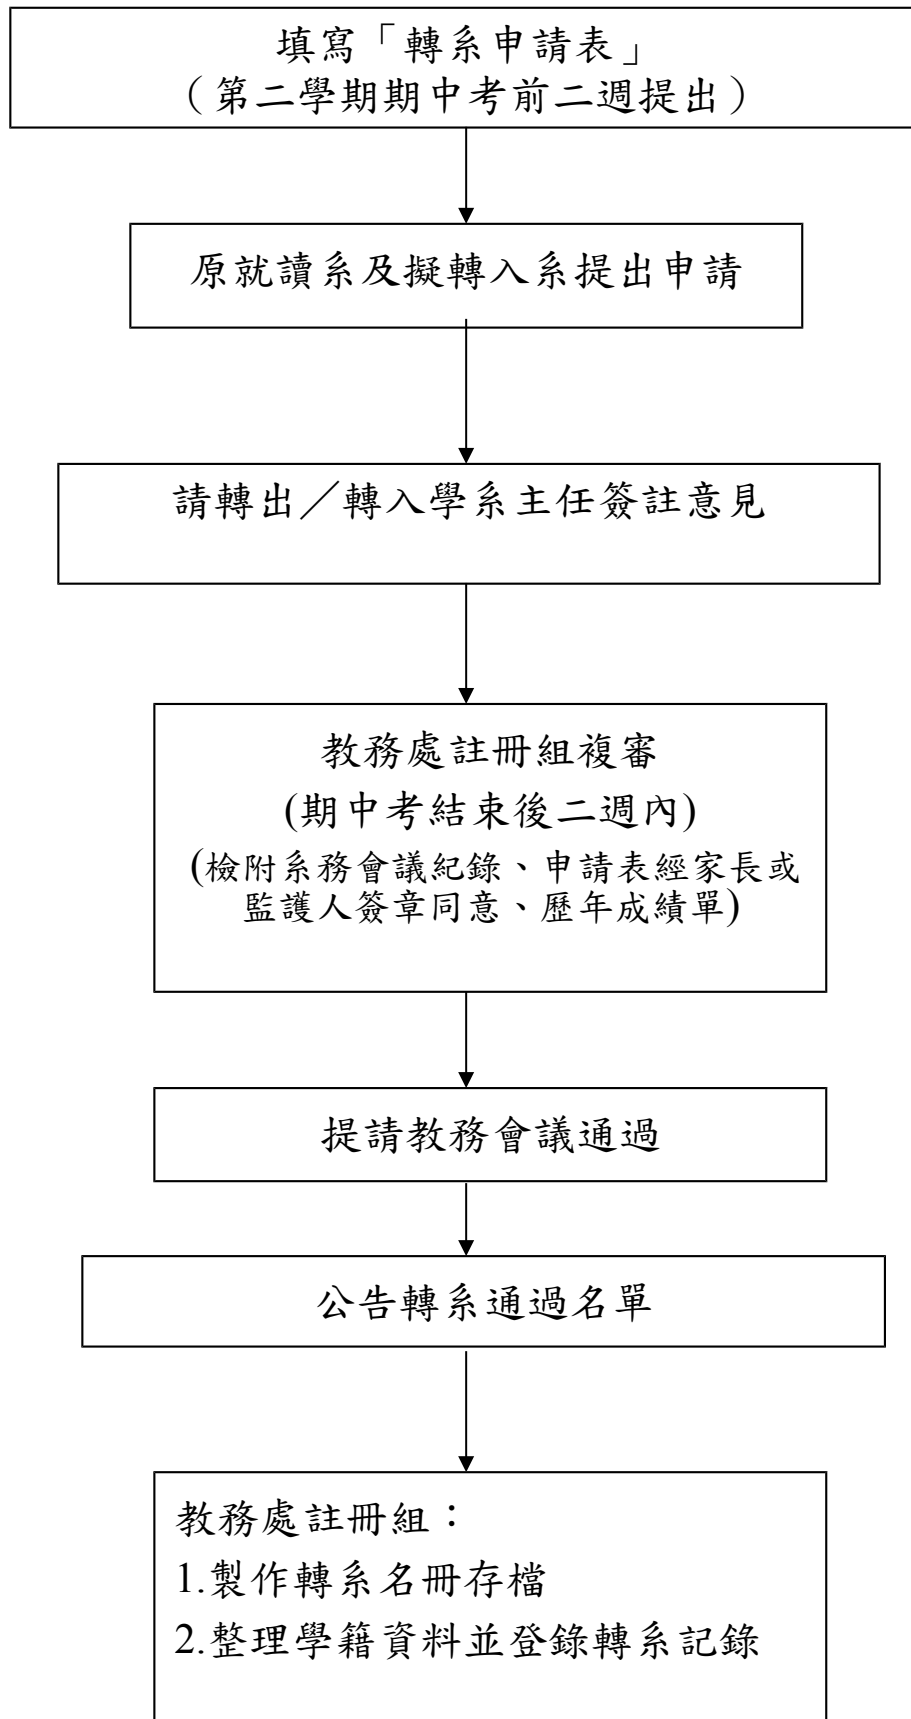 填寫「轉系申請表」
（第二學期期中考前二週提出）
原就讀系及擬轉入系提出申請
請轉出／轉入學系主任簽註意見
教務處註冊組複審
(期中考結束後二週內)
(檢附系務會議紀錄、申請表經家長或
監護人簽章同意、歷年成績單)
提請教務會議通過
公告轉系通過名單
教務處註冊組：
1.製作轉系名冊存檔
2.整理學籍資料並登錄轉系記錄